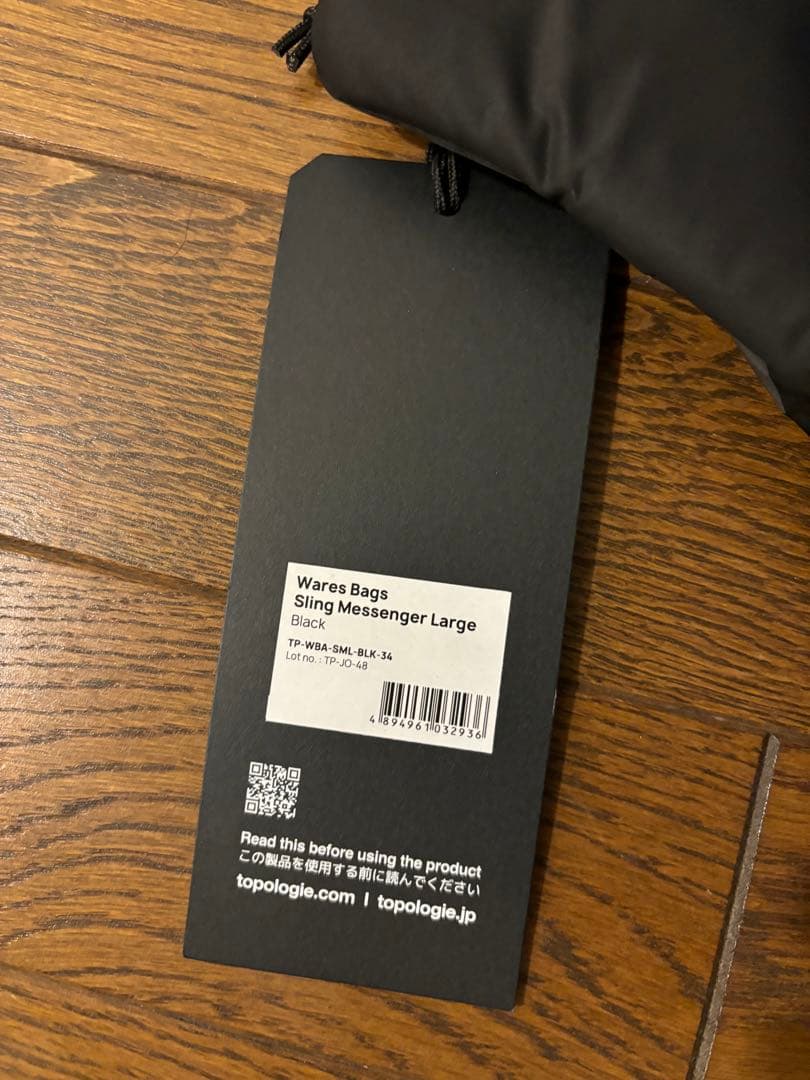 Wares Bags
Sling Messenger Large
Black
TP-WBA-SML-BLK-34
Lot no. : TP-JO-48
4 894961 032936
Read this before using the product
この製品を使用する前に読んでください
topologie.com | topologie.jp